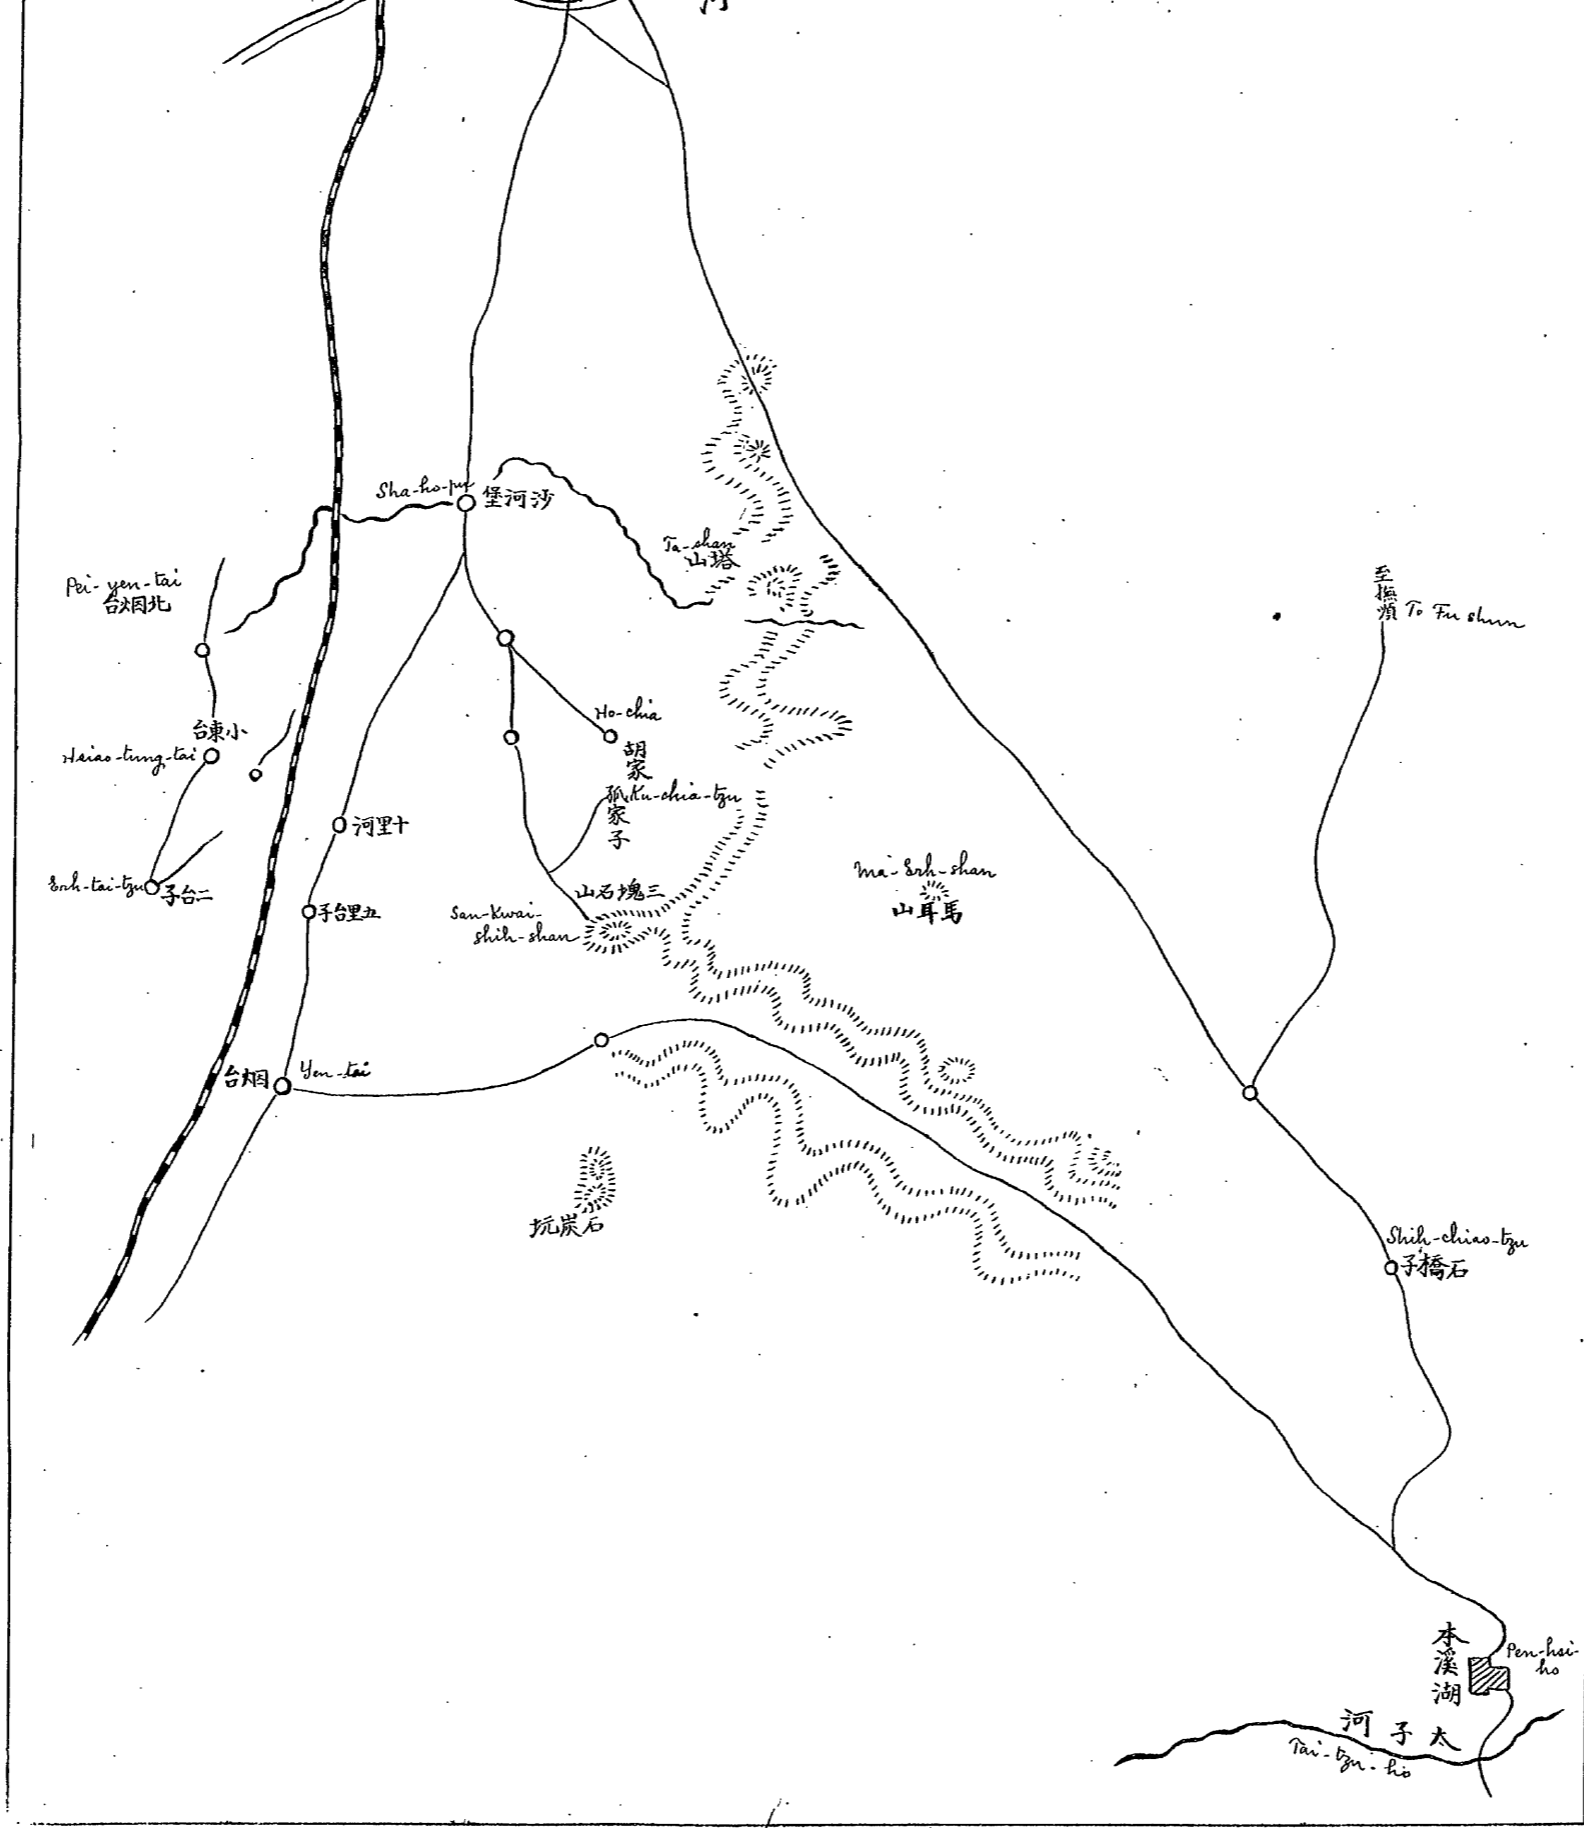 河
Sha-ho-pu
堡河沙
Ta-shan
山塔
Pei-yen-tai
台烟北
至撫順
To Fu shun
台東小
Hsiao-tung-tai
Ho-chia
胡家
孤家子
Ku-chia-tzu
河里十
Erh-tai-tzu
子台二
子台里五
山石塊三
San-Kwai-
shih-shan
Ma-Erh-shan
山耳馬
台烟
Yen-tai
坑炭石
Shih-chiao-tzu
子橋石
本溪湖
Pen-hsi-
ho
河子太
Tai-tzu-ho